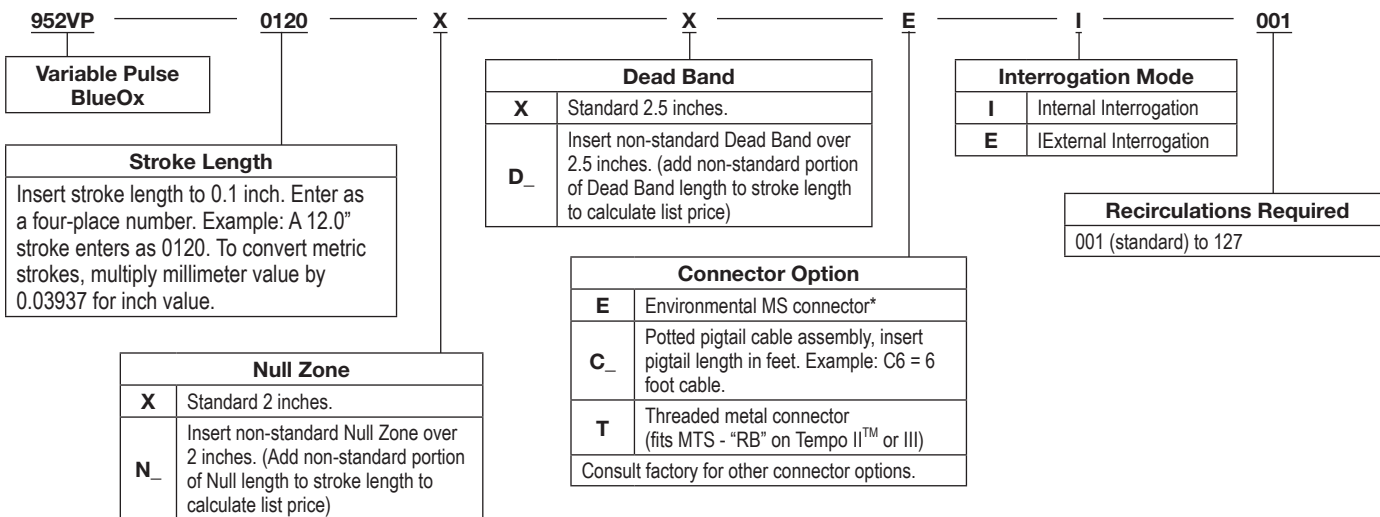 952VP 0120 X X E I 001
Variable Pulse
BlueOx
Stroke Length
Insert stroke length to 0.1 inch. Enter as
a four-place number. Example: A 12.0”
stroke enters as 0120. To convert metric
strokes, multiply millimeter value by
0.03937 for inch value.
Null Zone
X Standard 2 inches.
N_ Insert non-standard Null Zone over
2 inches. (Add non-standard portion
of Null length to stroke length to
calculate list price)
Dead Band
X Standard 2.5 inches.
D_ Insert non-standard Dead Band over
2.5 inches. (add non-standard portion
of Dead Band length to stroke length
to calculate list price)
Connector Option
E Environmental MS connector*
C_ Potted pigtail cable assembly, insert
pigtail length in feet. Example: C6 = 6
foot cable.
T Threaded metal connector
(fits MTS - “RB” on Tempo II™ or III)
Consult factory for other connector options.
Interrogation Mode
I Internal Interrogation
E IExternal Interrogation
Recirculations Required
001 (standard) to 127